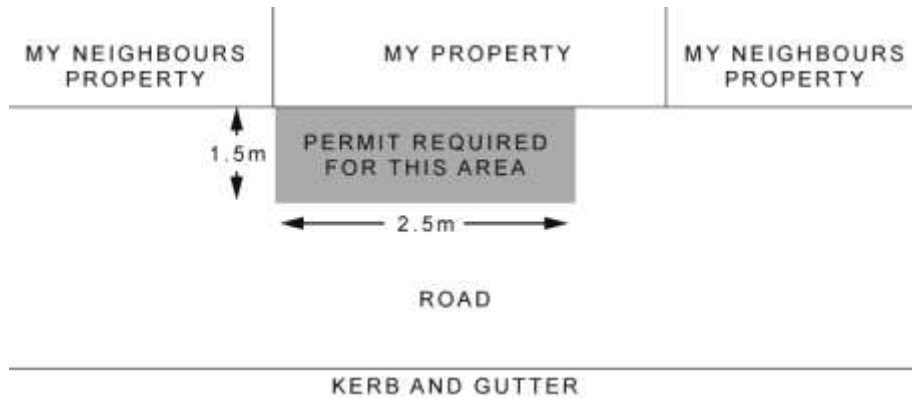 MY NEIGHBOURS
PROPERTY
MY PROPERTY
MY NEIGHBOURS
PROPERTY
1.5m
PERMIT REQUIRED
FOR THIS AREA
2.5m
ROAD
KERB AND GUTTER